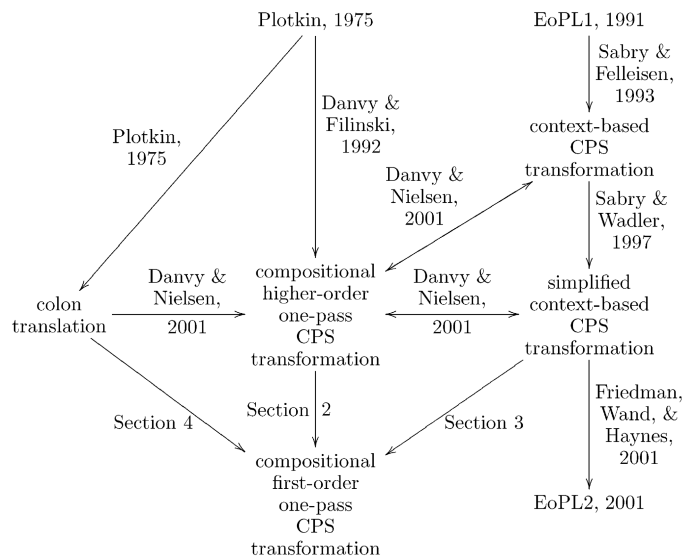 Plotkin, 1975
EoPL1, 1991
Sabry &
Felleisen,
1993
Danvy &
Filinski,
1992
Plotkin,
1975
context-based
CPS
transformation
Danvy &
Nielsen,
2001
Sabry &
Wadler,
1997
colon
translation
Danvy &
Nielsen,
2001
compositional
higher-order
one-pass
CPS
transformation
Danvy &
Nielsen,
2001
simplified
context-based
CPS
transformation
Section 4
Section 2
Section 3
Friedman,
Wand, &
Haynes,
2001
compositional
first-order
one-pass
CPS
transformation
EoPL2, 2001